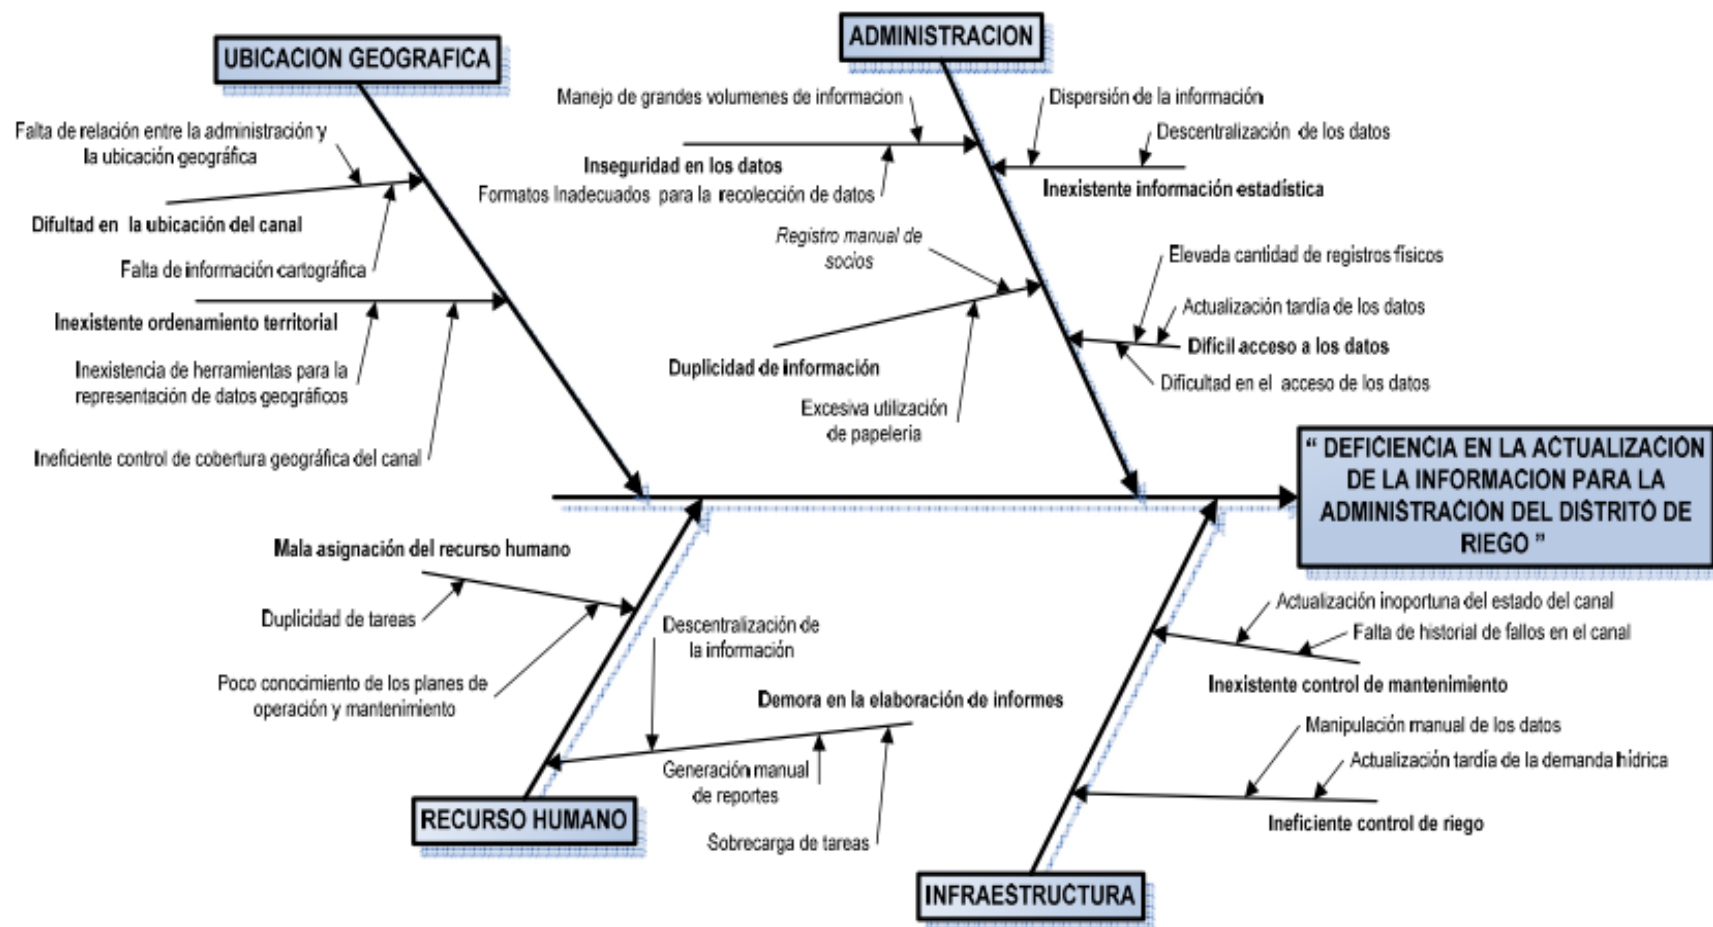 UBICACION GEOGRAFICA
Falta de relación entre la administración y
la ubicación geográfica
Difultad en la ubicación del canal
Falta de información cartográfica
Inexistente ordenamiento territorial
Inexistencia de herramientas para la
representación de datos geográficos
Ineficiente control de cobertura geográfica del canal
ADMINISTRACION
Manejo de grandes volumenes de informacion
Inseguridad en los datos
Formatos Inadecuados para la recolección de datos
Dispersión de la información
Descentralización de los datos
Inexistente información estadística
Registro manual de
socios
Duplicidad de información
Excesiva utilización
de papelería
Elevada cantidad de registros físicos
Actualización tardía de los datos
Difícil acceso a los datos
Dificultad en el acceso de los datos
“ DEFICIENCIA EN LA ACTUALIZACIÓN
DE LA INFORMACION PARA LA
ADMINISTRACIÓN DEL DISTRITO DE
RIEGO ”
Mala asignación del recurso humano
Duplicidad de tareas
Poco conocimiento de los planes de
operación y mantenimiento
Descentralización de
la información
Demora en la elaboración de informes
Generación manual
de reportes
Sobrecarga de tareas
RECURSO HUMANO
Actualización inoportuna del estado del canal
Falta de historial de fallos en el canal
Inexistente control de mantenimiento
Manipulación manual de los datos
Actualización tardía de la demanda hídrica
Ineficiente control de riego
INFRAESTRUCTURA